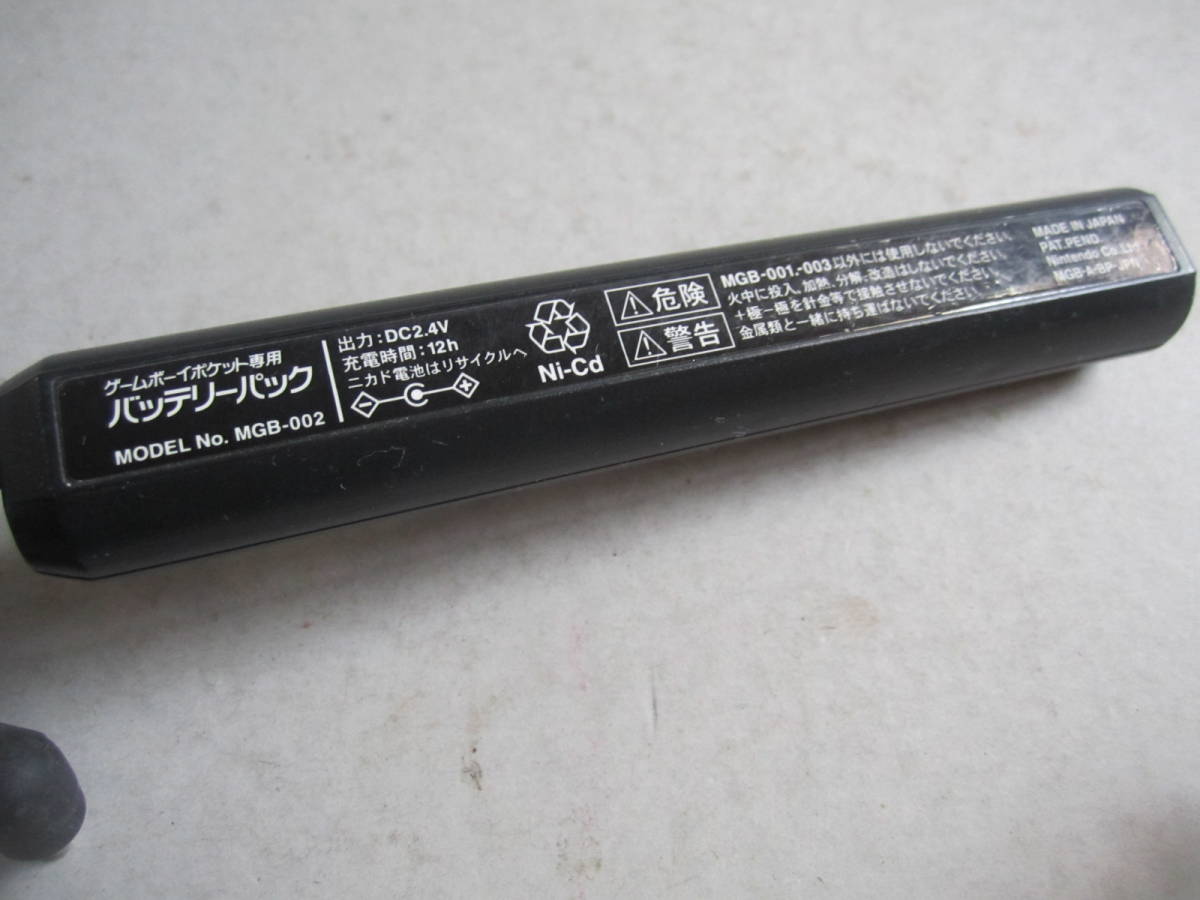 ゲームボーイポケット専用
バッテリーパック
MODEL No. MGB-002
出力:DC2.4V
充電時間:12h
ニカド電池はリサイクルへ
Ni-Cd
危険
警告
MGB-001,-003以外には使用しないでください。
火中に投入、加熱、分解、改造はしないでください。
+極−極を針金等で接触させないでください。
金属類と一緒に持ち運ばないでください。
MADE IN JAPAN
PAT.PEND.
Nintendo Co.,Ltd.
MGB-A-BP-JPN